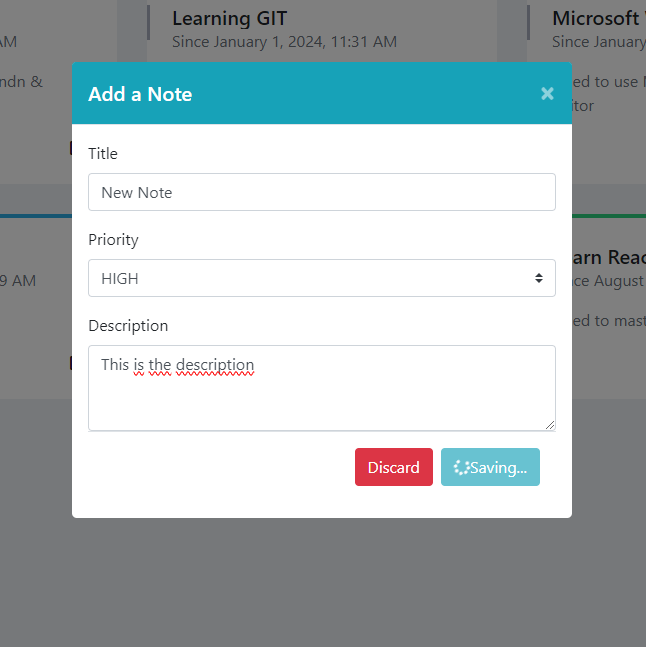 Learning GIT
Microsoft
AM
Since January 1, 2024, 11:31 AM
Since January
Add a Note
×
ndn &
ed to use
itor
Title
New Note
Priority
arn Reac
9 AM
HIGH
ce August
Description
ed to mast
This is the description
Discard
Saving...